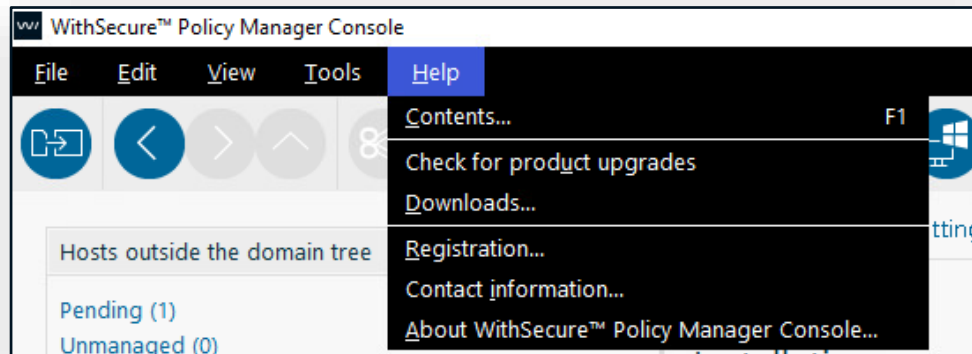 WithSecure™ Policy Manager Console
File Edit View Tools Help
Contents... F1
Check for product upgrades
Downloads...
Registration...
Contact information...
About WithSecure™ Policy Manager Console...
Hosts outside the domain tree
Pending (1)
Unmanaged (0)